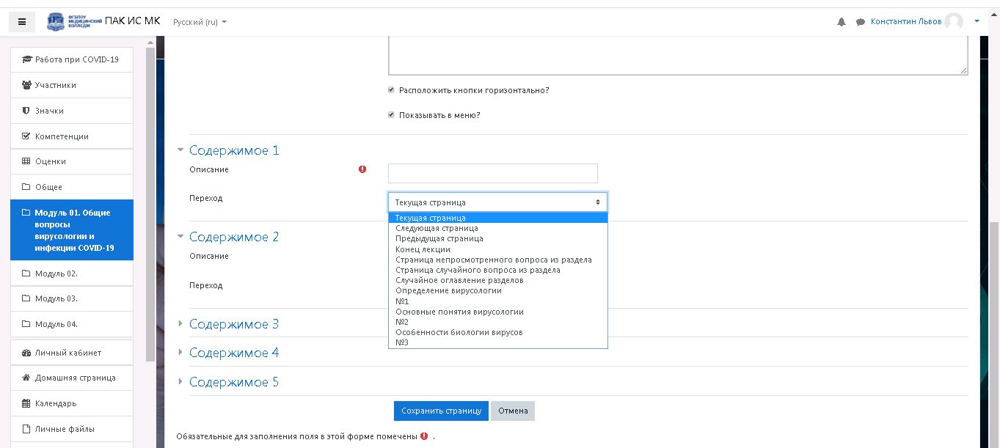 ФГБПОУ
МЕДИЦИНСКИЙ
КОЛЛЕДЖ
ПАК ИС МК
Русский (ru)
Константин Львов
Работа при COVID-19
Участники
Значки
Компетенции
Оценки
Общее
Модуль 01. Общие
вопросы
вирусологии и
инфекции COVID-19
Модуль 02.
Модуль 03.
Модуль 04.
Личный кабинет
Домашняя страница
Календарь
Личные файлы
Расположить кнопки горизонтально?
Показывать в меню?
Содержимое 1
Описание
Переход
Текущая страница
Текущая страница
Следующая страница
Предыдущая страница
Конец лекции
Страница непросмотренного вопроса из раздела
Страница случайного вопроса из раздела
Случайное оглавление разделов
Определение вирусологии
№1
Основные понятия вирусологии
№2
Особенности биологии вирусов
№3
Содержимое 2
Описание
Переход
Содержимое 3
Содержимое 4
Содержимое 5
Сохранить страницу
Отмена
Обязательные для заполнения поля в этой форме помечены .